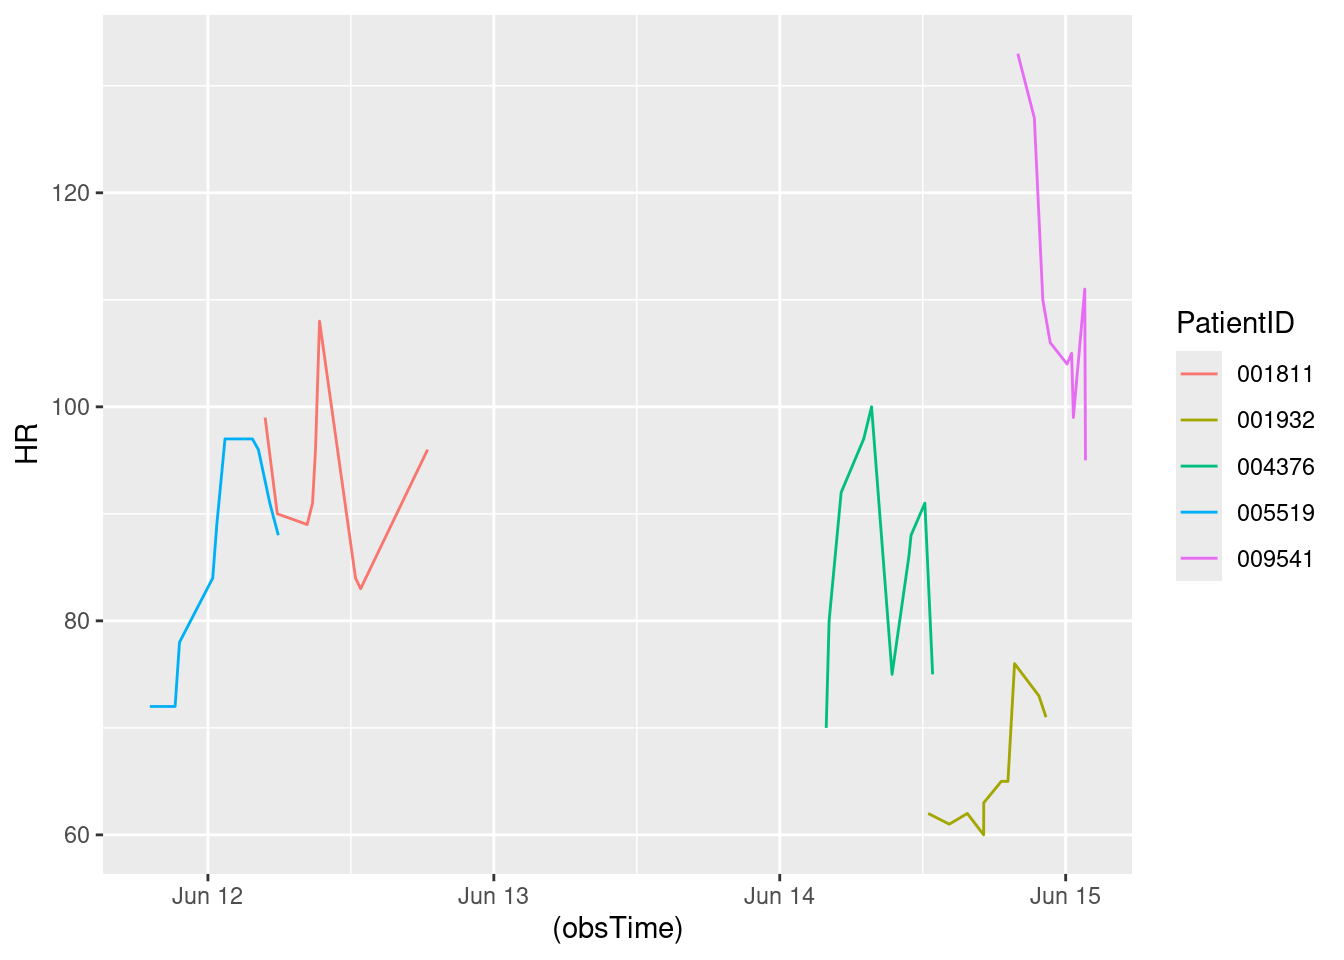 HR
120
100
80
60
Jun 12
Jun 13
Jun 14
Jun 15
(obsTime)
PatientID
001811
001932
004376
005519
009541